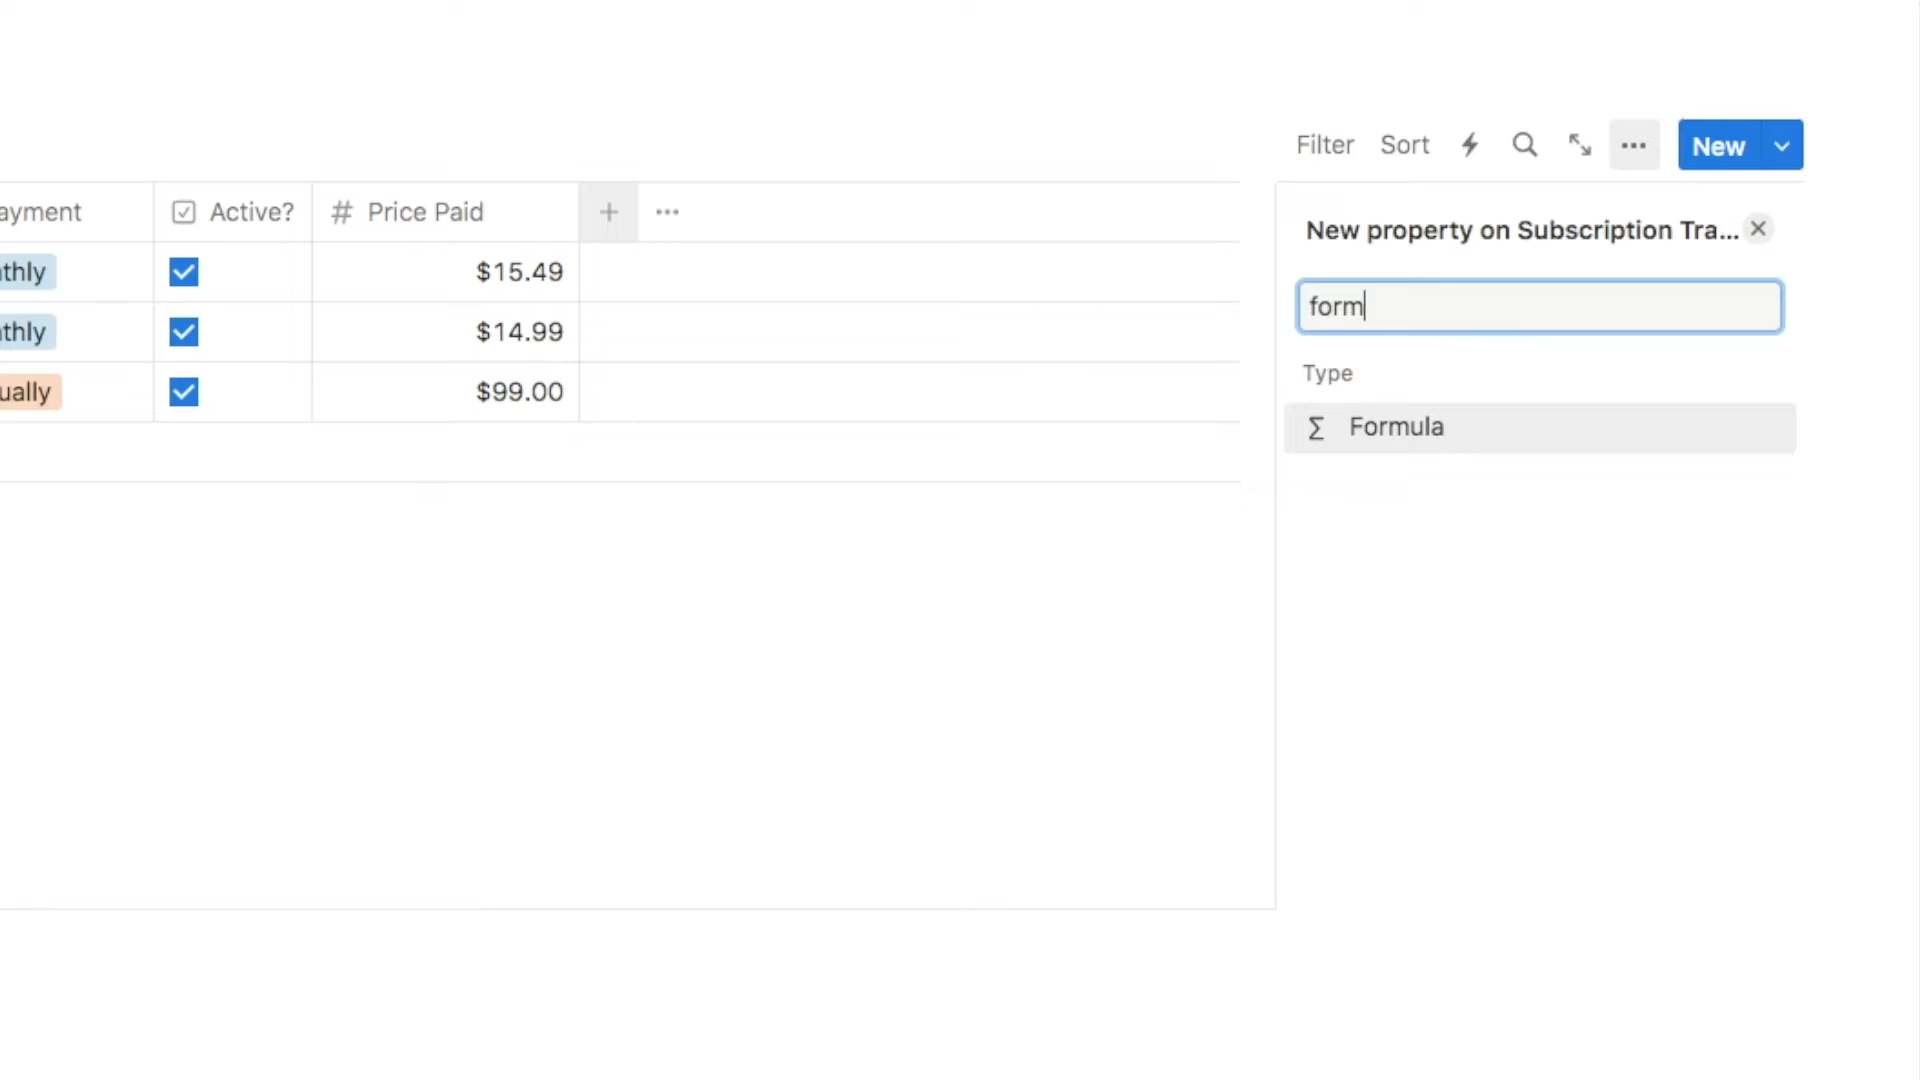 Filter Sort New
ayment Active? # Price Paid
New property on Subscription Tra...
thly $15.49
form
thly $14.99
Type
ually $99.00
Σ Formula